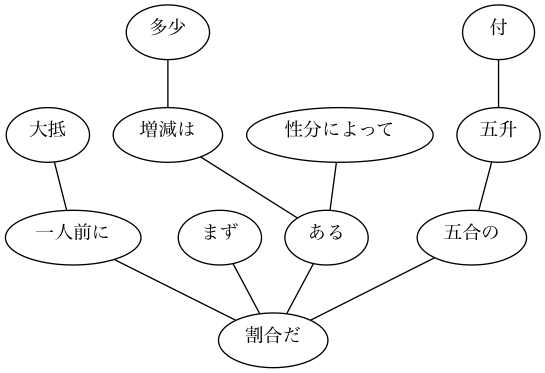 多少
付
大抵
増減は
性分によって
五升
一人前に
まず
ある
五合の
割合だ